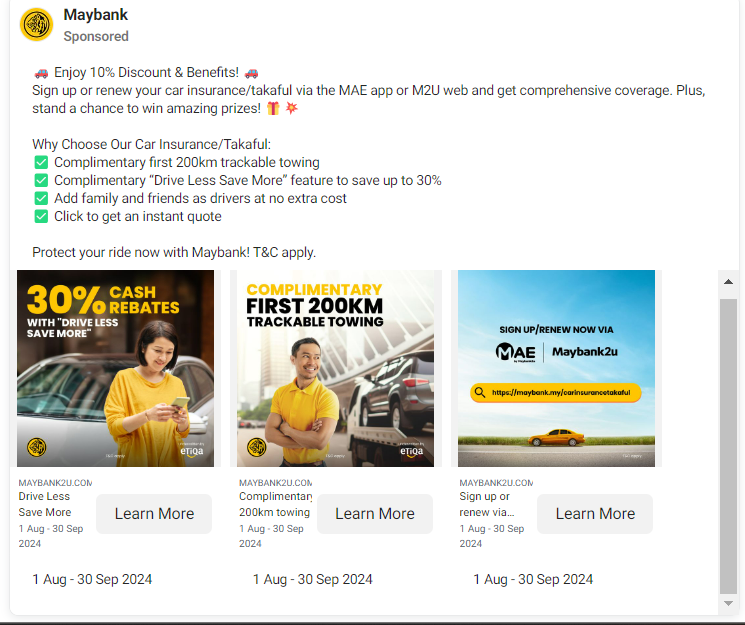 Maybank
Sponsored
🚗 Enjoy 10% Discount & Benefits! 🚗
Sign up or renew your car insurance/takaful via the MAE app or M2U web and get comprehensive coverage. Plus,
stand a chance to win amazing prizes! 🎁 💥
Why Choose Our Car Insurance/Takaful:
✅ Complimentary first 200km trackable towing
✅ Complimentary “Drive Less Save More” feature to save up to 30%
✅ Add family and friends as drivers at no extra cost
✅ Click to get an instant quote
Protect your ride now with Maybank! T&C apply.
30% CASH
REBATES
WITH "DRIVE LESS
SAVE MORE"
T&C apply
etiqa
COMPLIMENTARY
FIRST 200KM
TRACKABLE TOWING
T&C apply
etiqa
SIGN UP/RENEW NOW VIA
MAE
Maybank2u
https://maybank.my/carinsurancetakaful
T&C apply
MAYBANK2U.COM
Drive Less
Save More
1 Aug - 30 Sep
2024
Learn More
MAYBANK2U.COM
Complimentary
200km towing
1 Aug - 30 Sep
2024
Learn More
MAYBANK2U.COM
Sign up or
renew via...
1 Aug - 30 Sep
2024
Learn More
1 Aug - 30 Sep 2024
1 Aug - 30 Sep 2024
1 Aug - 30 Sep 2024